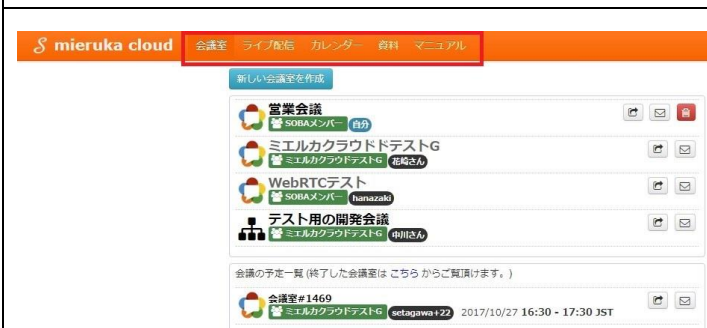 S mieruka cloud 会議室 ライブ配信 カレンダー 資料 マニュアル
新しい会議室を作成
営業会議
SOBAメンバー 自分
ミエルカクラウドドテストG
ミエルカクラウドテストG 花崎さん
WebRTCテスト
SOBAメンバー hanazaki
テスト用の開発会議
ミエルカクラウドテストG 中川さん
会議の予定一覧 (終了した会議室は こちら からご覧頂けます。)
会議室#1469
ミエルカクラウドテストG setagawa+22 2017/10/27 16:30 - 17:30 JST